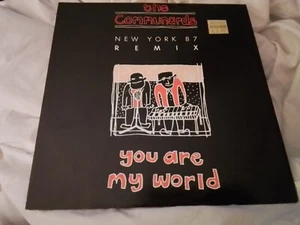 the
Communards
NEW YORK 87
REMIX
you are
my world